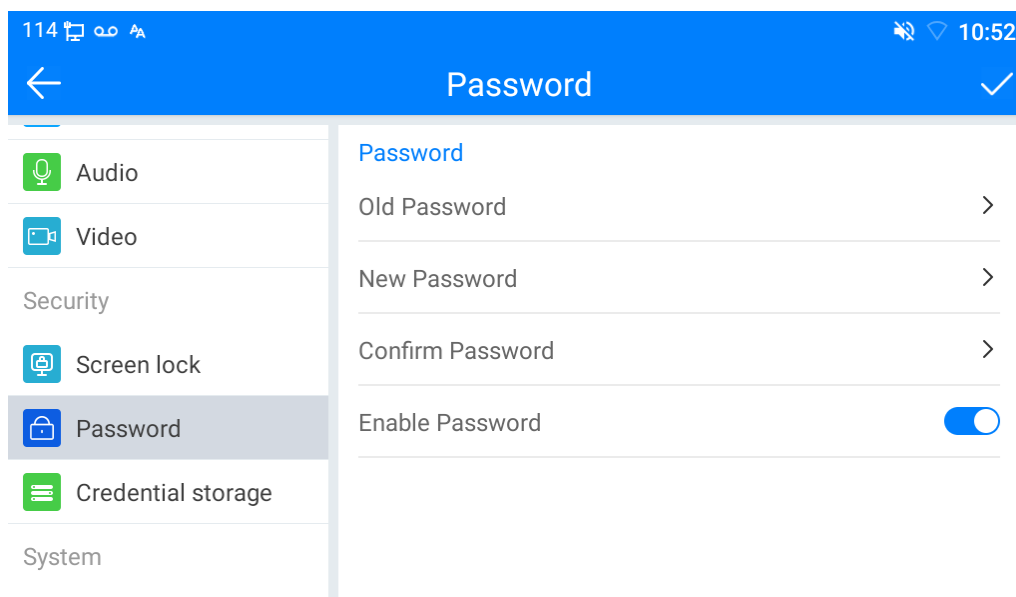 114 10:52
Password
Audio
Video
Security
Screen lock
Password
Credential storage
System
Password
Old Password
New Password
Confirm Password
Enable Password